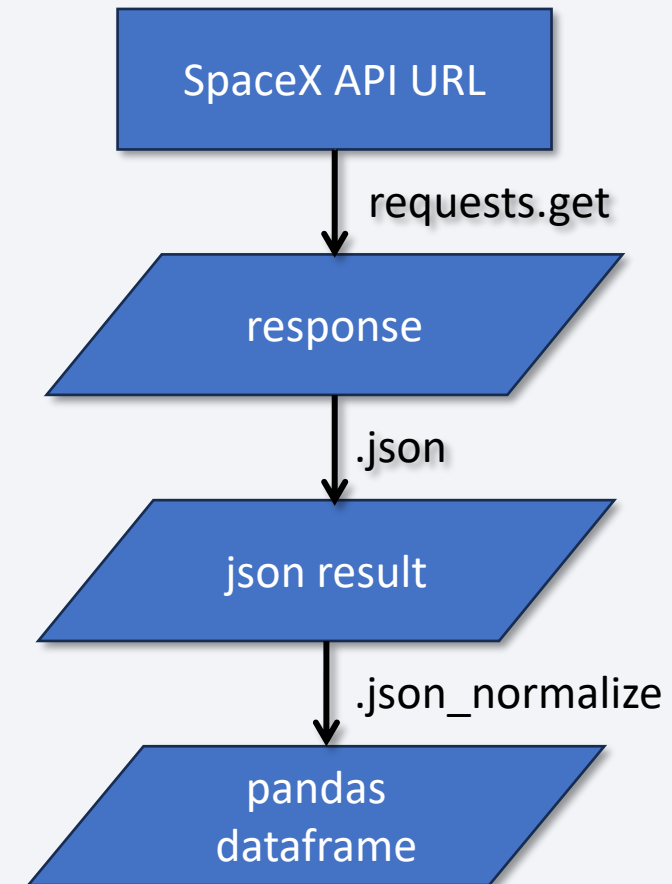 SpaceX API URL
requests.get
response
.json
json result
.json_normalize
pandas
dataframe